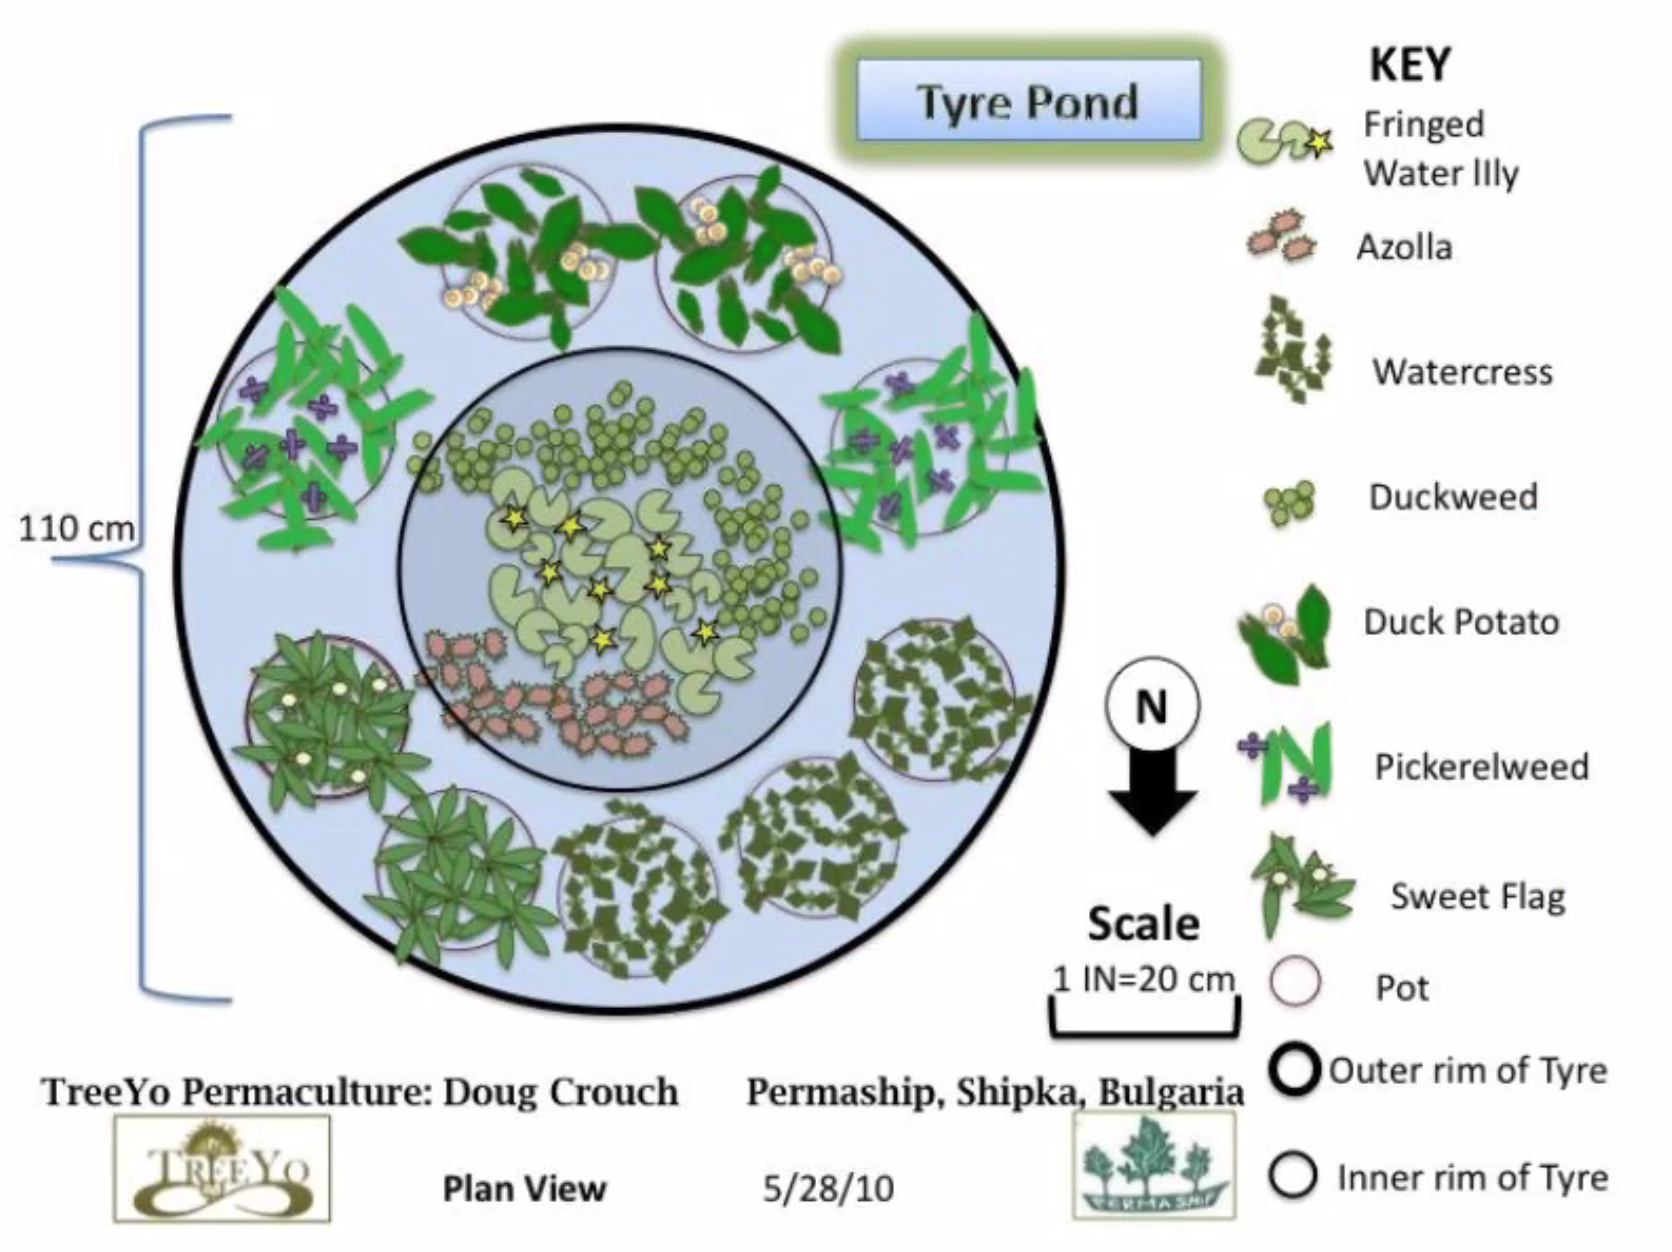 Tyre Pond
KEY
Fringed
Water lIly
Azolla
Watercress
Duckweed
Duck Potato
Pickerelweed
Sweet Flag
Pot
Outer rim of Tyre
Inner rim of Tyre
110 cm
N
Scale
1 IN=20 cm
TreeYo Permaculture: Doug Crouch
Permaship, Shipka, Bulgaria
TREEYO
Plan View
5/28/10
PERMASHIP